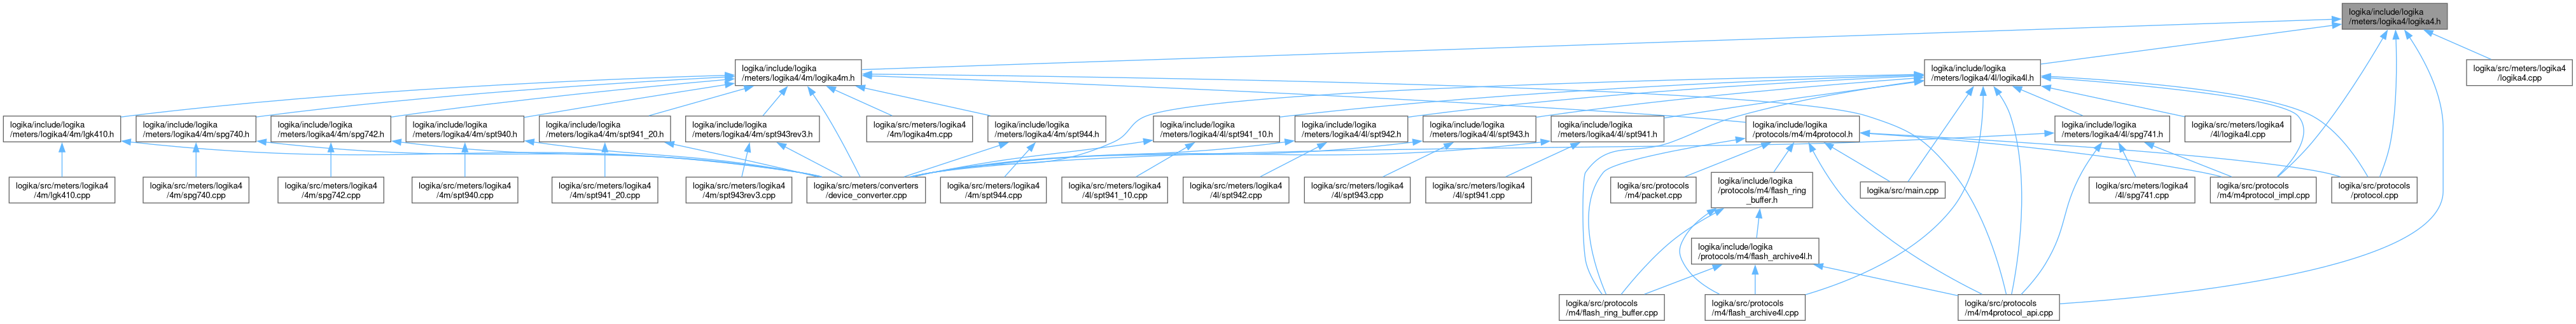 logika/include/logika
/meters/logika4/logika4.h
logika/include/logika
/meters/logika4/4m/logika4m.h
logika/include/logika
/meters/logika4/4l/logika4l.h
logika/src/meters/logika4
/logika4.cpp
logika/include/logika
/meters/logika4/4m/lgk410.h
logika/include/logika
/meters/logika4/4m/spg740.h
logika/include/logika
/meters/logika4/4m/spg742.h
logika/include/logika
/meters/logika4/4m/spt940.h
logika/include/logika
/meters/logika4/4m/spt941_20.h
logika/include/logika
/meters/logika4/4m/spt943rev3.h
logika/src/meters/logika4
/4m/logika4m.cpp
logika/include/logika
/meters/logika4/4m/spt944.h
logika/include/logika
/meters/logika4/4l/spt941_10.h
logika/include/logika
/meters/logika4/4l/spt942.h
logika/include/logika
/meters/logika4/4l/spt943.h
logika/include/logika
/meters/logika4/4l/spt941.h
logika/include/logika
/protocols/m4/m4protocol.h
logika/include/logika
/meters/logika4/4l/spg741.h
logika/src/meters/logika4
/4l/logika4l.cpp
logika/src/meters/logika4
/4m/lgk410.cpp
logika/src/meters/logika4
/4m/spg740.cpp
logika/src/meters/logika4
/4m/spg742.cpp
logika/src/meters/logika4
/4m/spt940.cpp
logika/src/meters/logika4
/4m/spt941_20.cpp
logika/src/meters/logika4
/4m/spt943rev3.cpp
logika/src/meters/converters
/device_converter.cpp
logika/src/meters/logika4
/4m/spt944.cpp
logika/src/meters/logika4
/4l/spt941_10.cpp
logika/src/meters/logika4
/4l/spt942.cpp
logika/src/meters/logika4
/4l/spt943.cpp
logika/src/meters/logika4
/4l/spt941.cpp
logika/src/protocols
/m4/packet.cpp
logika/include/logika
/protocols/m4/flash_ring
_buffer.h
logika/src/main.cpp
logika/src/meters/logika4
/4l/spg741.cpp
logika/src/protocols
/m4/m4protocol_impl.cpp
logika/src/protocols
/protocol.cpp
logika/include/logika
/protocols/m4/flash_archive4l.h
logika/src/protocols
/m4/flash_ring_buffer.cpp
logika/src/protocols
/m4/flash_archive4l.cpp
logika/src/protocols
/m4/m4protocol_api.cpp